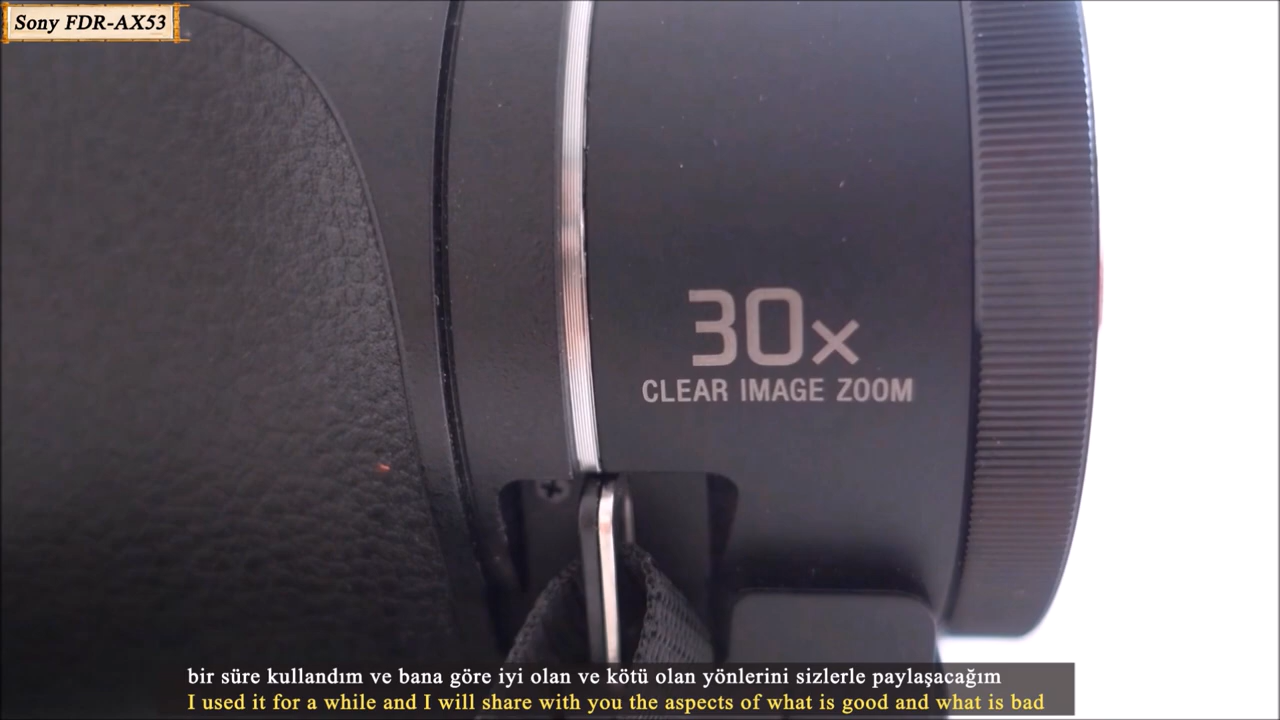 Sony FDR-AX53
30x
CLEAR IMAGE ZOOM
bir süre kullandım ve bana göre iyi olan ve kötü olan yönlerini sizlerle paylaşacağım
I used it for a while and I will share with you the aspects of what is good and what is bad